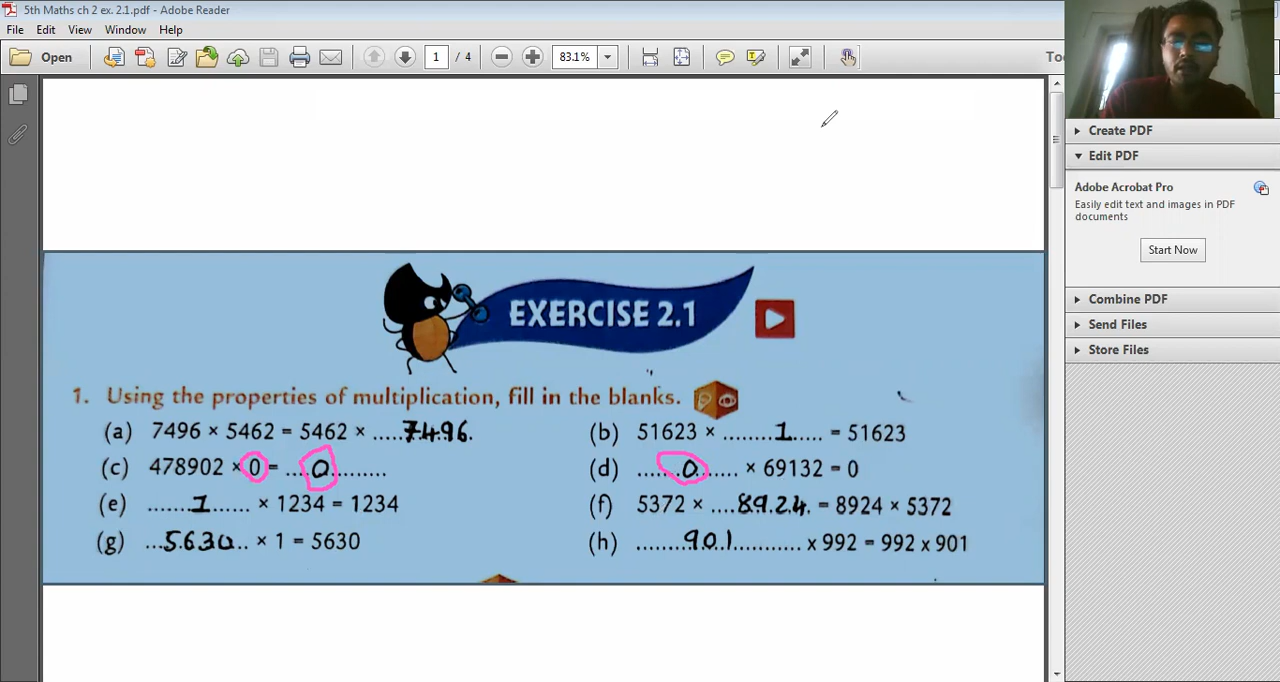 5th Maths ch 2 ex. 2.1.pdf - Adobe Reader
File Edit View Window Help
Open 1 / 4 83.1% To
Create PDF
Edit PDF
Adobe Acrobat Pro
Easily edit text and images in PDF
documents
Start Now
Combine PDF
Send Files
Store Files
EXERCISE 2.1
1. Using the properties of multiplication, fill in the blanks.
(a) 7496 × 5462 = 5462 × .....7496.
(b) 51623 × ........1..... = 51623
(c) 478902 × 0 = ....0.........
(d) ......0...... × 69132 = 0
(e) ......1...... × 1234 = 1234
(f) 5372 × ....8924. = 8924 × 5372
(g) ...5630.. × 1 = 5630
(h) ........901........... x 992 = 992 x 901